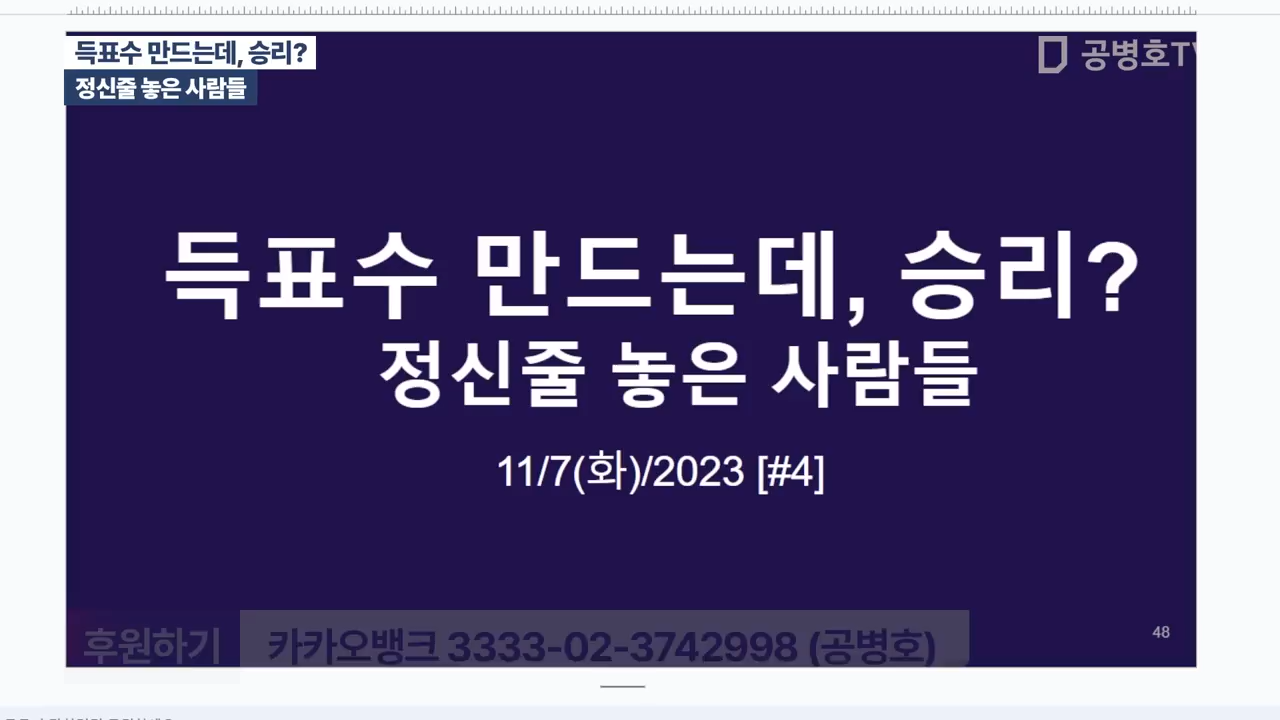 득표수 만드는데, 승리?
정신줄 놓은 사람들
공병호TV
득표수 만드는데, 승리?
정신줄 놓은 사람들
11/7(화)/2023 [#4]
48
후원하기
카카오뱅크 3333-02-3742998 (공병호)